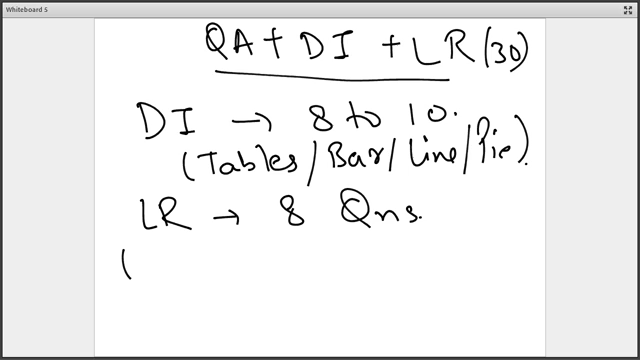 Whiteboard 5
QA + DI + LR (30)
DI → 8 to 10.
(Tables/Bar/Line/Pie).
LR → 8 Qns.
(